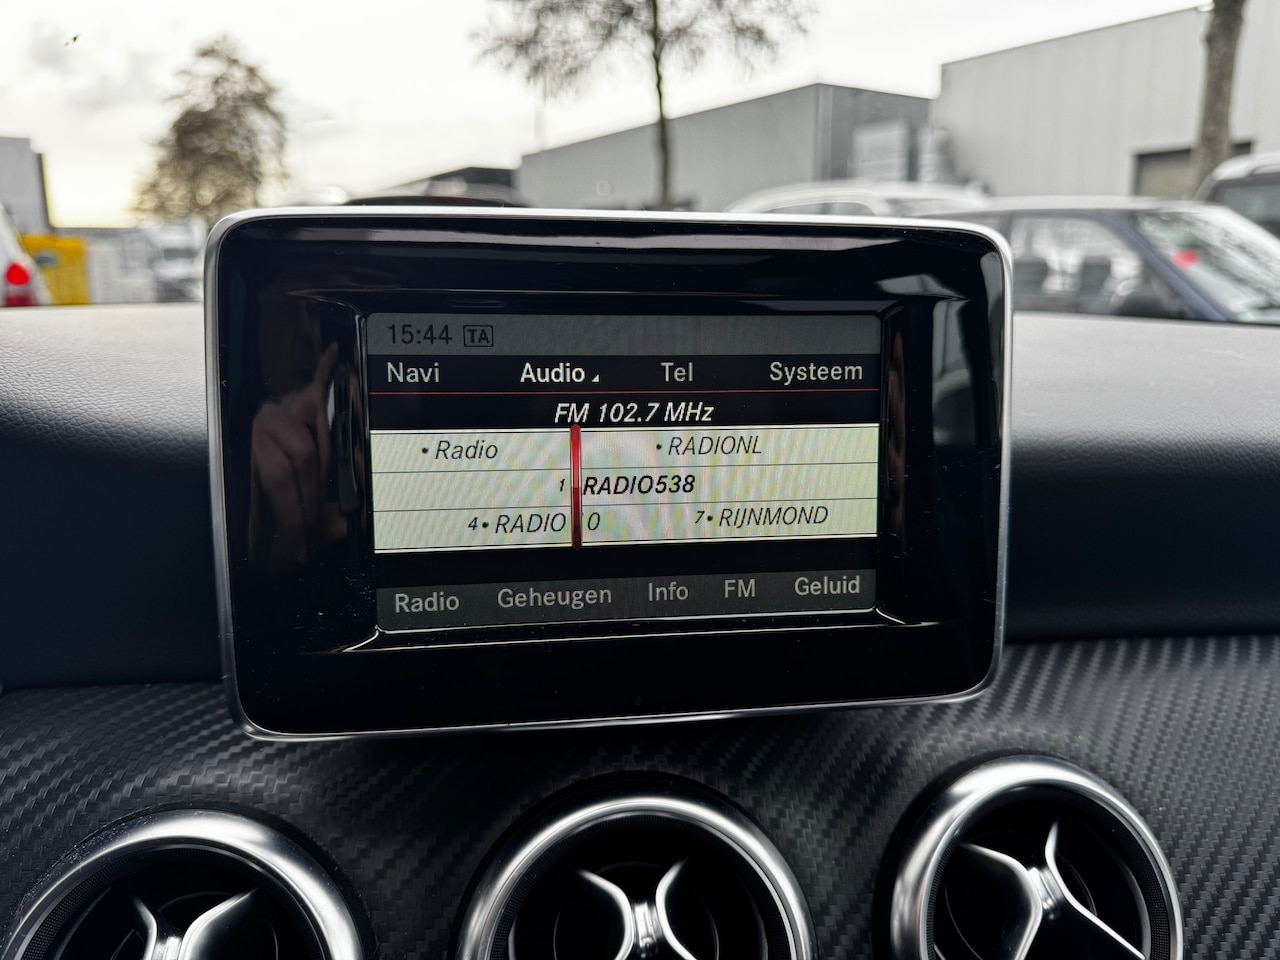 15:44 TA
Navi Audio Tel Systeem
FM 102.7 MHz
• Radio • RADIONL
1 RADIO538
4• RADIO 0 7• RIJNMOND
Radio Geheugen Info FM Geluid